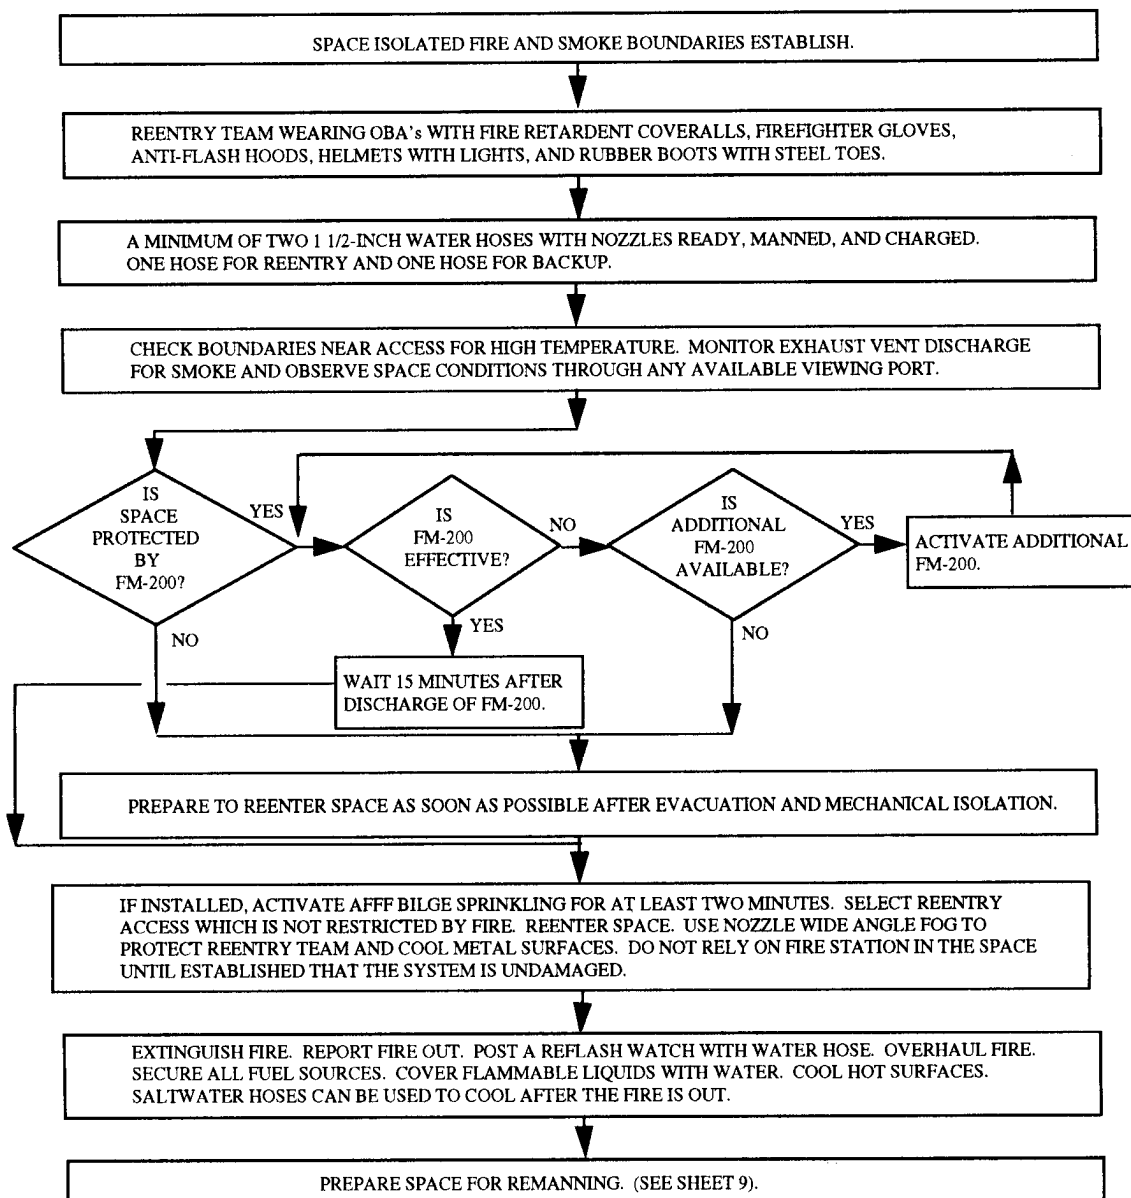 SPACE ISOLATED FIRE AND SMOKE BOUNDARIES ESTABLISH.
REENTRY TEAM WEARING OBA's WITH FIRE RETARDENT COVERALLS, FIREFIGHTER GLOVES,
ANTI-FLASH HOODS, HELMETS WITH LIGHTS, AND RUBBER BOOTS WITH STEEL TOES.
A MINIMUM OF TWO 1 1/2-INCH WATER HOSES WITH NOZZLES READY, MANNED, AND CHARGED.
ONE HOSE FOR REENTRY AND ONE HOSE FOR BACKUP.
CHECK BOUNDARIES NEAR ACCESS FOR HIGH TEMPERATURE. MONITOR EXHAUST VENT DISCHARGE
FOR SMOKE AND OBSERVE SPACE CONDITIONS THROUGH ANY AVAILABLE VIEWING PORT.
IS
SPACE
PROTECTED
BY
FM-200?
YES
NO
IS
FM-200
EFFECTIVE?
NO
YES
IS
ADDITIONAL
FM-200
AVAILABLE?
YES
NO
ACTIVATE ADDITIONAL
FM-200.
WAIT 15 MINUTES AFTER
DISCHARGE OF FM-200.
PREPARE TO REENTER SPACE AS SOON AS POSSIBLE AFTER EVACUATION AND MECHANICAL ISOLATION.
IF INSTALLED, ACTIVATE AFFF BILGE SPRINKLING FOR AT LEAST TWO MINUTES. SELECT REENTRY
ACCESS WHICH IS NOT RESTRICTED BY FIRE. REENTER SPACE. USE NOZZLE WIDE ANGLE FOG TO
PROTECT REENTRY TEAM AND COOL METAL SURFACES. DO NOT RELY ON FIRE STATION IN THE SPACE
UNTIL ESTABLISHED THAT THE SYSTEM IS UNDAMAGED.
EXTINGUISH FIRE. REPORT FIRE OUT. POST A REFLASH WATCH WITH WATER HOSE. OVERHAUL FIRE.
SECURE ALL FUEL SOURCES. COVER FLAMMABLE LIQUIDS WITH WATER. COOL HOT SURFACES.
SALTWATER HOSES CAN BE USED TO COOL AFTER THE FIRE IS OUT.
PREPARE SPACE FOR REMANNING. (SEE SHEET 9).